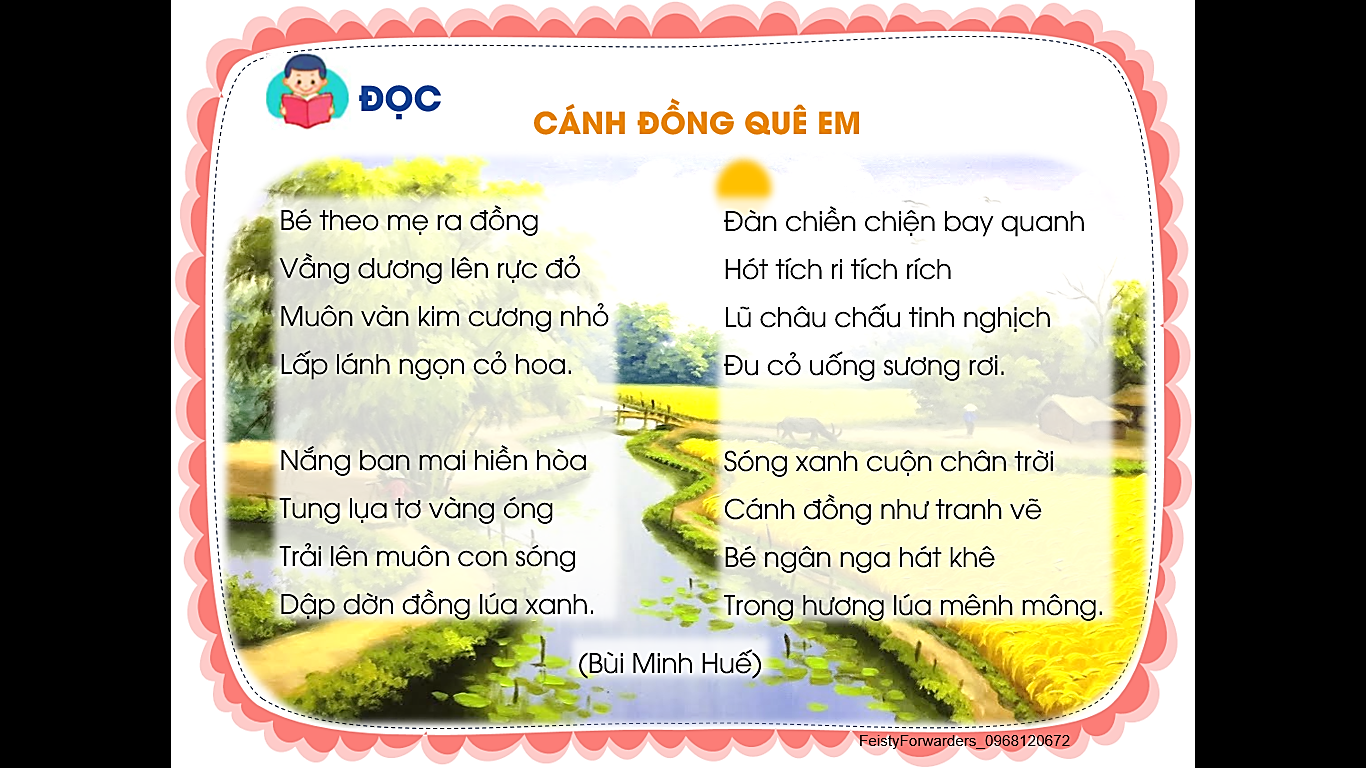 ĐỌC
CÁNH ĐỒNG QUÊ EM
Bé theo mẹ ra đồng
Vầng dương lên rực đỏ
Muôn vàn kim cương nhỏ
Lấp lánh ngọn cỏ hoa.
Nắng ban mai hiền hòa
Tung lụa tơ vàng óng
Trải lên muôn con sóng
Dập dờn đồng lúa xanh.
Đàn chiền chiện bay quanh
Hót tích ri tích rích
Lũ châu chấu tinh nghịch
Đu cỏ uống sương rơi.
Sóng xanh cuộn chân trời
Cánh đồng như tranh vẽ
Bé ngân nga hát khẽ
Trong hương lúa mênh mông.
(Bùi Minh Huế)
FeistyForwarders_0968120672